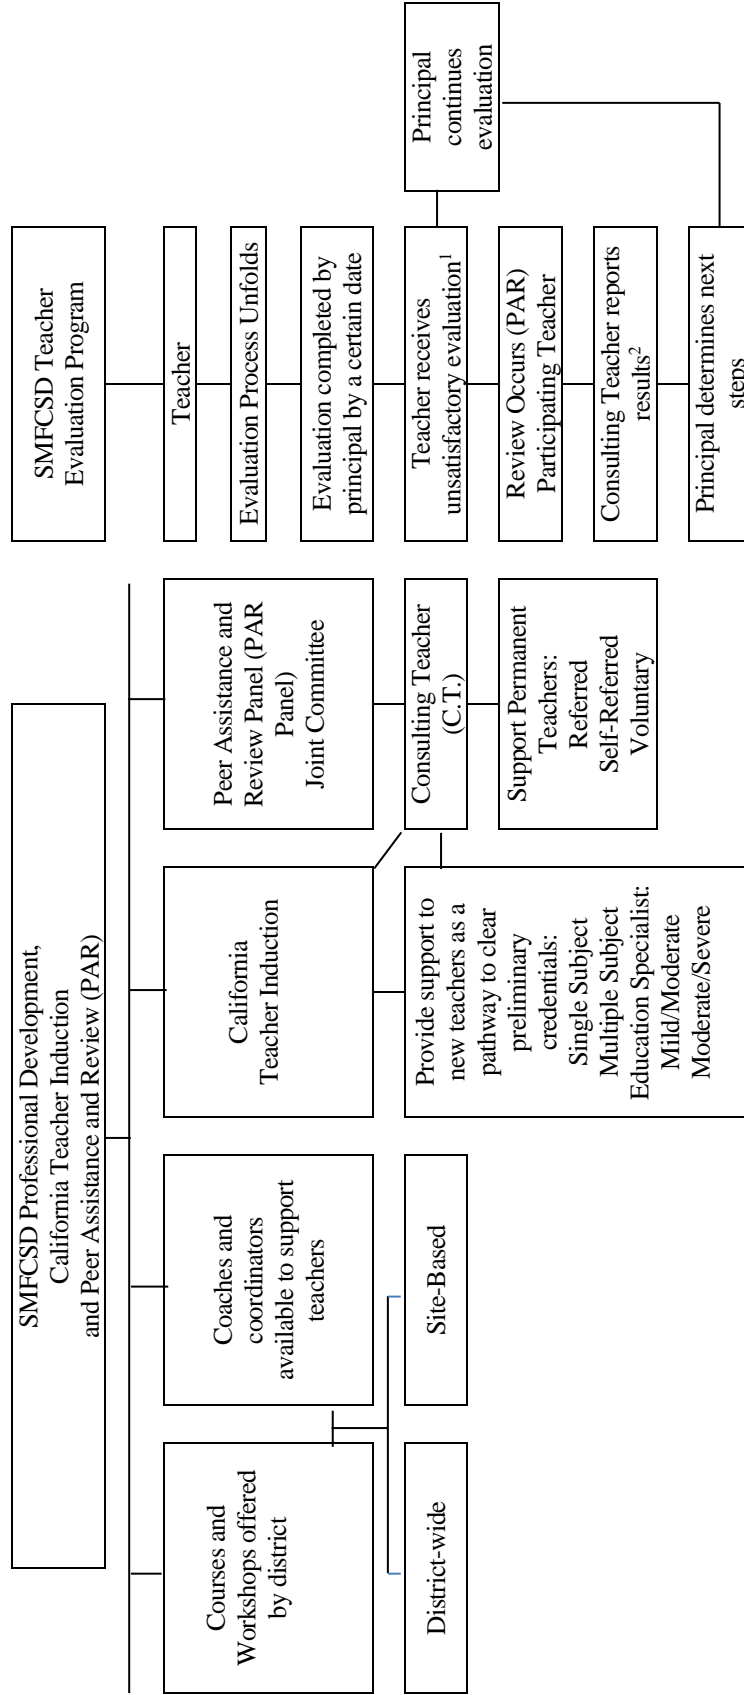 SMFCSD Professional Development,
California Teacher Induction
and Peer Assistance and Review (PAR)
Courses and
Workshops offered
by district
Coaches and
coordinators
available to support
teachers
District-wide
Site-Based
California
Teacher Induction
Provide support to
new teachers as a
pathway to clear
preliminary
credentials:
Single Subject
Multiple Subject
Education Specialist:
Mild/Moderate
Moderate/Severe
Peer Assistance and
Review Panel (PAR
Panel)
Joint Committee
Consulting Teacher
(C.T.)
Support Permanent
Teachers:
Referred
Self-Referred
Voluntary
SMFCSD Teacher
Evaluation Program
Teacher
Evaluation Process Unfolds
Evaluation completed by
principal by a certain date
Teacher receives
unsatisfactory evaluation¹
Principal
continues
evaluation
Review Occurs (PAR)
Participating Teacher
Consulting Teacher reports
results²
Principal determines next
steps